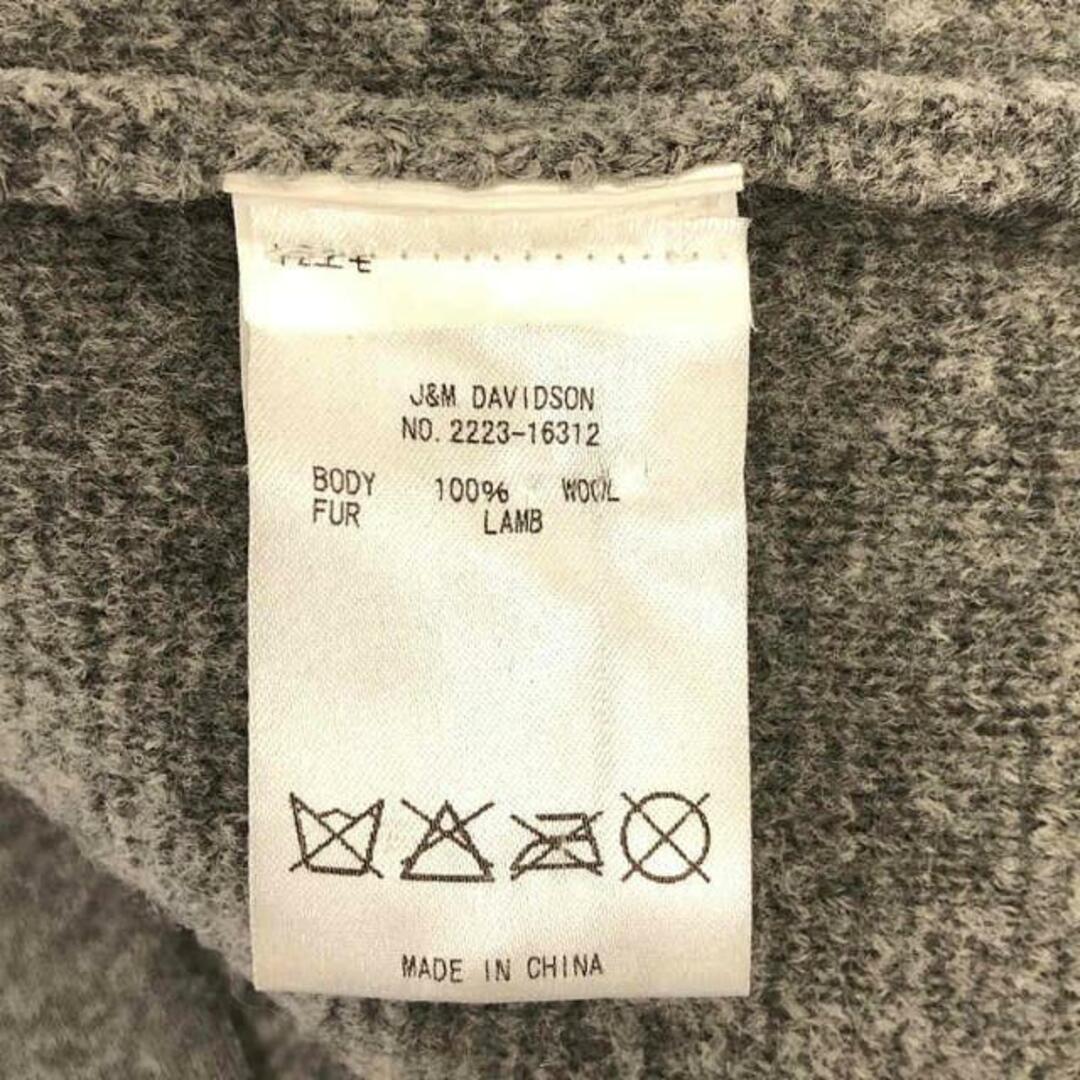 J&M DAVIDSON
NO. 2223-16312
BODY 100% WOOL
FUR LAMB
MADE IN CHINA